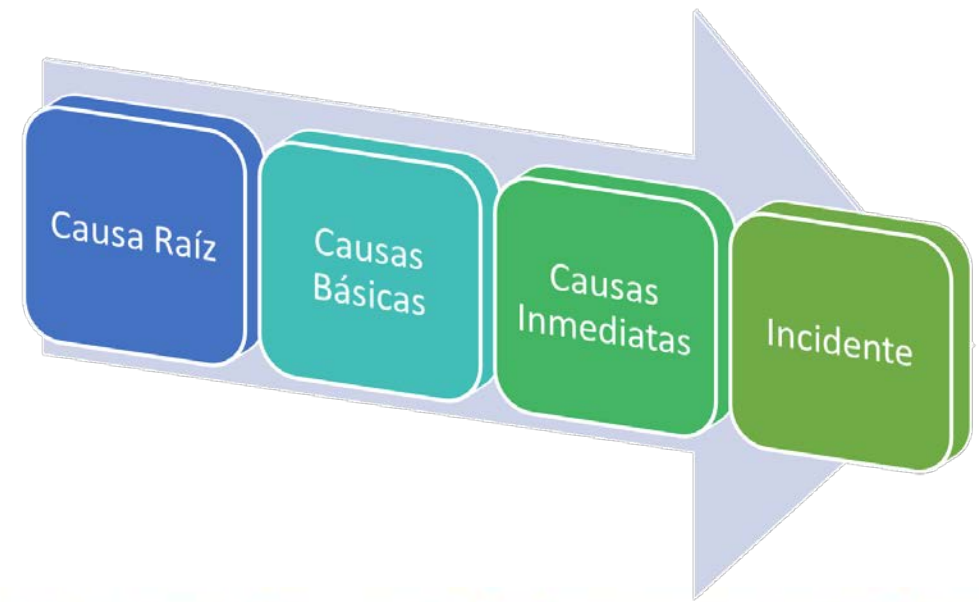 Causa Raíz
Causas
Básicas
Causas
Inmediatas
Incidente